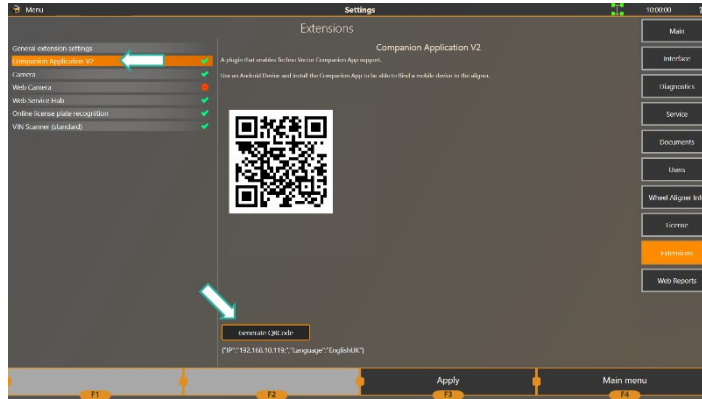 Menu
Settings
10:00:00
?
Extensions
General extension settings
Companion Application V2
Camera
Web Camera
Web Service Hub
Online license plate recognition
VIN Scanner (standard)
Companion Application V2
A plugin that enables Techno Vector Companion App support.
Use an Android Device and install the Companion App to be able to Bind a mobile device to the aligner.
Generate QRCode
{"IP":"192.168.10.119;","Language":"EnglishUK"}
Main
Interface
Diagnostics
Service
Documents
Users
Wheel Aligner Inf
License
Extensions
Web Reports
Apply
Main menu
F1
F2
F3
F4